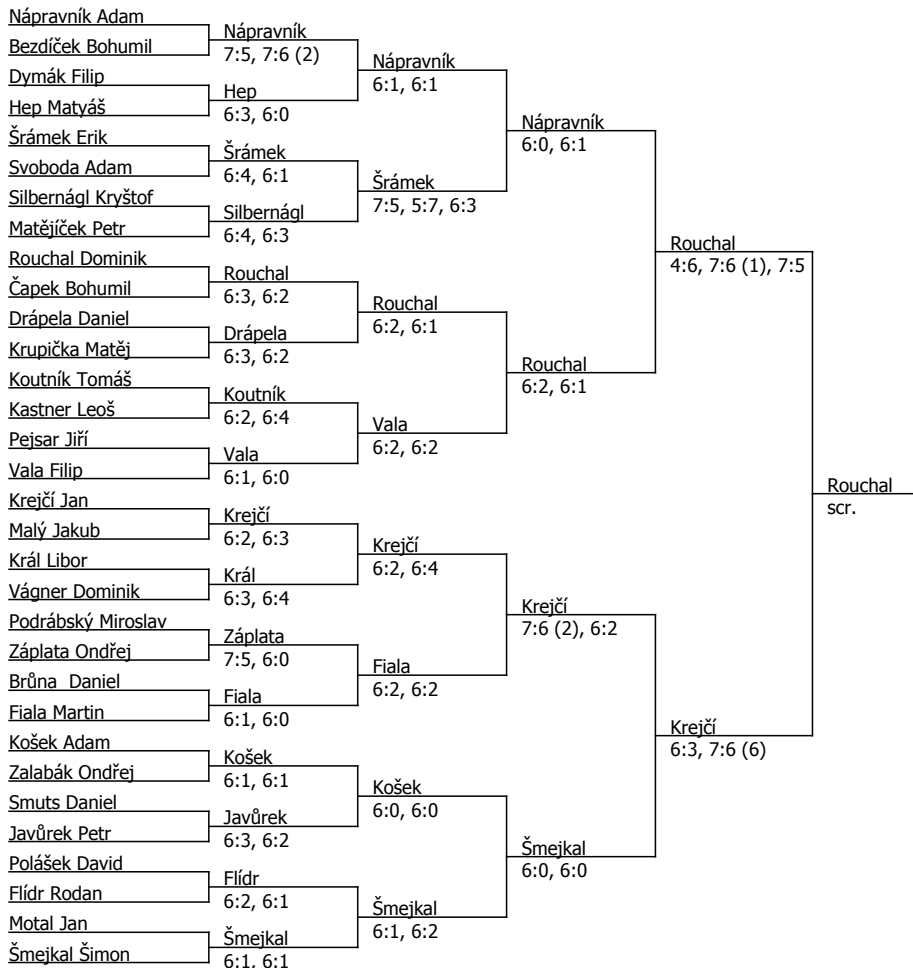 Nápravník Adam
Bezdíček Bohumil
Dymák Filip
Hep Matyáš
Šrámek Erik
Svoboda Adam
Silbernágl Kryštof
Matějíček Petr
Rouchal Dominik
Čapek Bohumil
Drápela Daniel
Krupička Matěj
Koutník Tomáš
Kastner Leoš
Pejsar Jiří
Vala Filip
Krejčí Jan
Malý Jakub
Král Libor
Vágner Dominik
Podrábský Miroslav
Záplata Ondřej
Brůna  Daniel
Fiala Martin
Košek Adam
Zalabák Ondřej
Smuts Daniel
Javůrek Petr
Polášek David
Flídr Rodan
Motal Jan
Šmejkal Šimon
Nápravník
7:5, 7:6 (2)
Hep
6:3, 6:0
Šrámek
6:4, 6:1
Silbernágl
6:4, 6:3
Rouchal
6:3, 6:2
Drápela
6:3, 6:2
Koutník
6:2, 6:4
Vala
6:1, 6:0
Krejčí
6:2, 6:3
Král
6:3, 6:4
Záplata
7:5, 6:0
Fiala
6:1, 6:0
Košek
6:1, 6:1
Javůrek
6:3, 6:2
Flídr
6:2, 6:1
Šmejkal
6:1, 6:1
Nápravník
6:1, 6:1
Šrámek
7:5, 5:7, 6:3
Rouchal
6:2, 6:1
Vala
6:2, 6:2
Krejčí
6:2, 6:4
Fiala
6:2, 6:2
Košek
6:0, 6:0
Šmejkal
6:1, 6:2
Nápravník
6:0, 6:1
Rouchal
6:2, 6:1
Krejčí
7:6 (2), 6:2
Šmejkal
6:0, 6:0
Rouchal
4:6, 7:6 (1), 7:5
Krejčí
6:3, 7:6 (6)
Rouchal
scr.